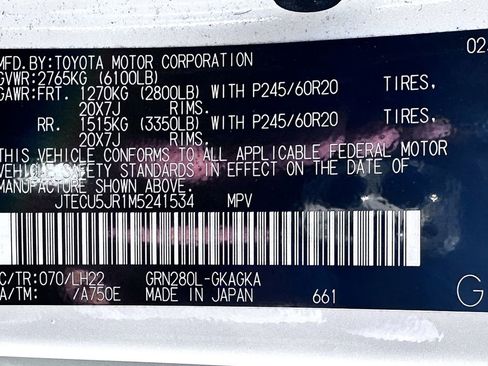 MFD.BY:TOYOTA MOTOR CORPORATION
GVWR:2765KG (6100LB)
GAWR:FRT. 1270KG (2800LB) WITH P245/60R20 TIRES,
20X7J RIMS.
RR. 1515KG (3350LB) WITH P245/60R20 TIRES,
20X7J RIMS.
THIS VEHICLE CONFORMS TO ALL APPLICABLE FEDERAL MOTOR
VEHICLE SAFETY STANDARDS IN EFFECT ON THE DATE OF
MANUFACTURE SHOWN ABOVE.
JTECU5JR1M5241534 MPV
C/TR:070/LH22 GRN280L-GKAGKA
A/TM: /A750E MADE IN JAPAN 661
G